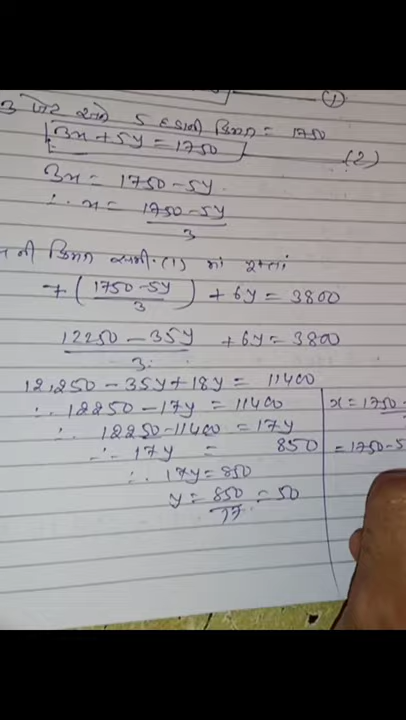 (1)
3 બેટ અને 5 દડાની કિંમત = 1750
3x + 5y = 1750
(2)
3x = 1750 - 5y
∴ x = 1750 - 5y / 3
ની કિંમત સમી. (1) માં મૂકતાં
7 ( 1750 - 5y / 3 ) + 6y = 3800
12250 - 35y / 3 + 6y = 3800
12,250 - 35y + 18y = 11400
∴ 12250 - 17y = 11400
∴ 12250 - 11400 = 17y
∴ 17y = 850
∴ 17y = 850
y = 850 / 17 = 50
x = 1750 -
= 1750 - 5